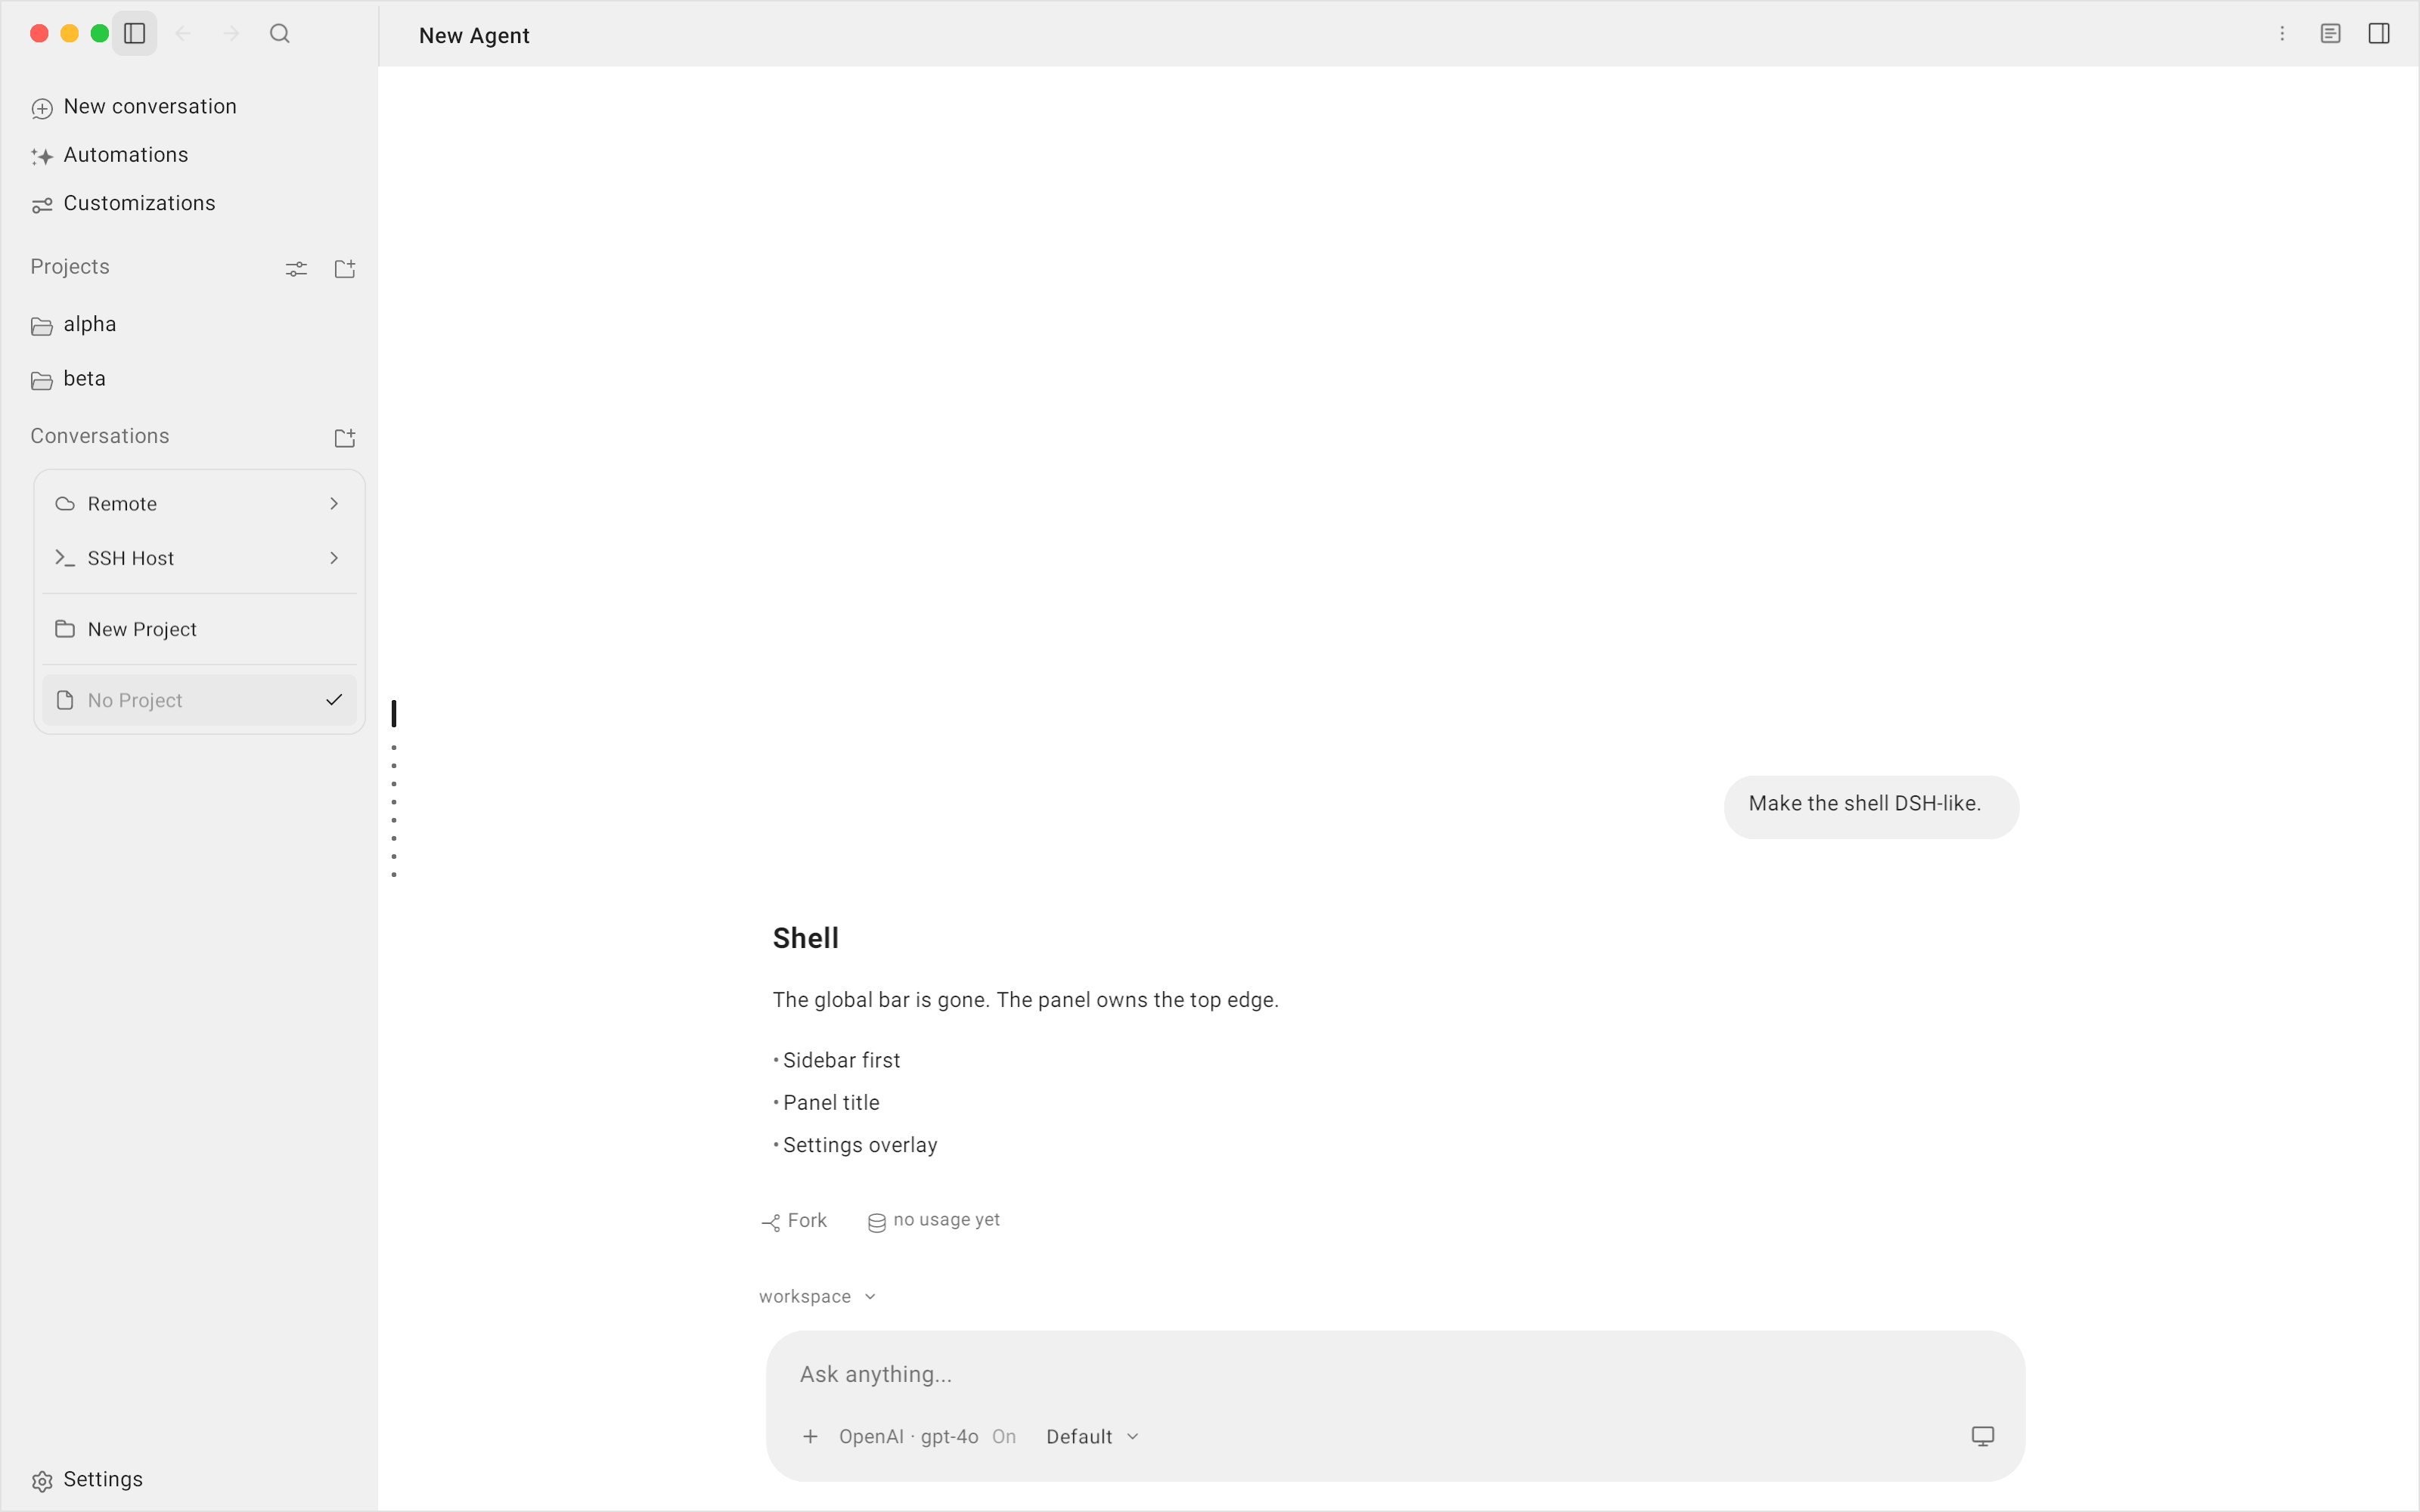 New Agent
New conversation
Automations
Customizations
Projects
alpha
beta
Conversations
Remote
SSH Host
New Project
No Project
Settings
Make the shell DSH-like.
Shell
The global bar is gone. The panel owns the top edge.
• Sidebar first
• Panel title
• Settings overlay
Fork no usage yet
workspace
Ask anything...
OpenAI · gpt-4o On Default